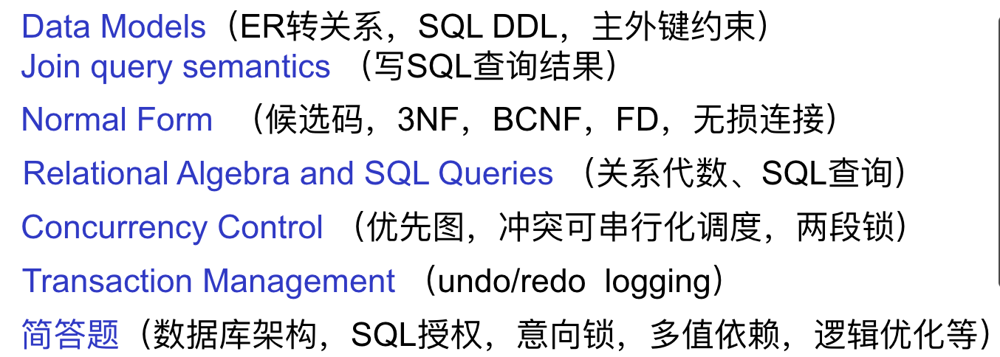 Data Models（ER转关系，SQL DDL，主外键约束）
Join query semantics （写SQL查询结果）
Normal Form （候选码，3NF，BCNF，FD，无损连接）
Relational Algebra and SQL Queries （关系代数、SQL查询）
Concurrency Control （优先图，冲突可串行化调度，两段锁）
Transaction Management （undo/redo logging）
简答题（数据库架构，SQL授权，意向锁，多值依赖，逻辑优化等）